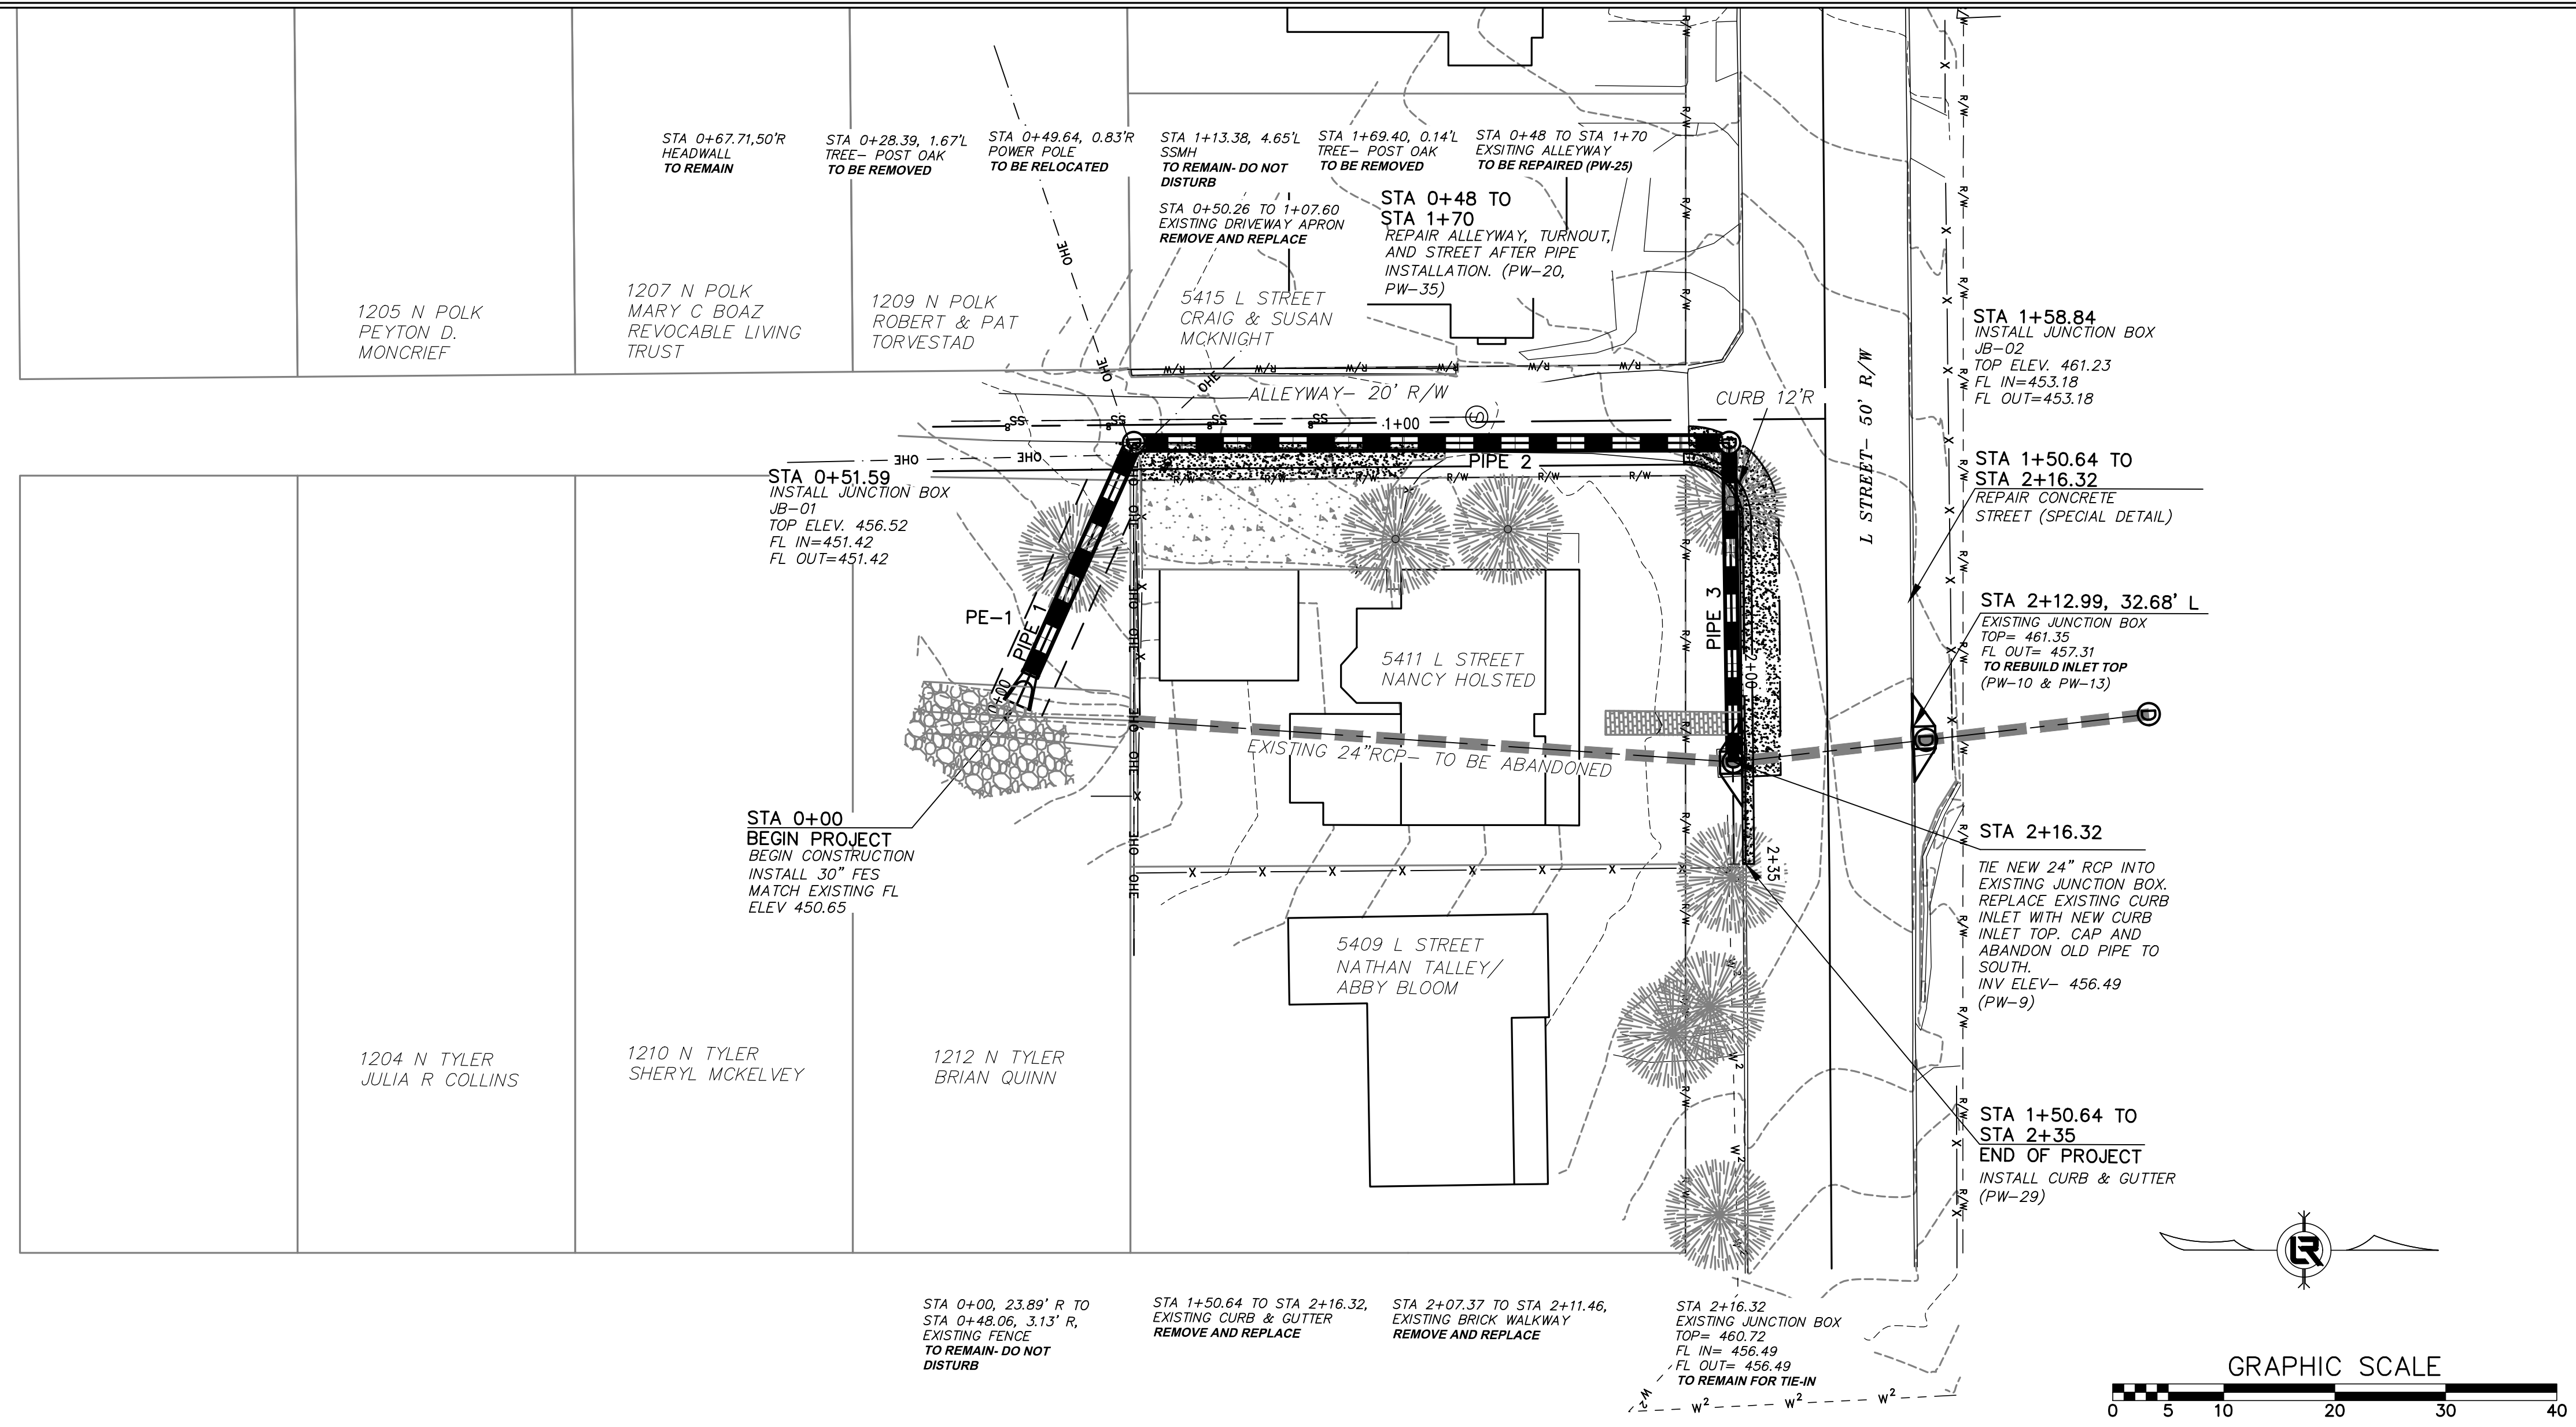 STA 0+67.71,50'R
HEADWALL
TO REMAIN
STA 0+28.39, 1.67'L
TREE- POST OAK
TO BE REMOVED
STA 0+49.64, 0.83'R
POWER POLE
TO BE RELOCATED
STA 1+13.38, 4.65'L
SSMH
TO REMAIN- DO NOT
DISTURB
STA 1+69.40, 0.14'L
TREE- POST OAK
TO BE REMOVED
STA 0+48 TO STA 1+70
EXSITING ALLEYWAY
TO BE REPAIRED (PW-25)
STA 0+50.26 TO 1+07.60
EXISTING DRIVEWAY APRON
REMOVE AND REPLACE
STA 0+48 TO
STA 1+70
REPAIR ALLEYWAY, TURNOUT,
AND STREET AFTER PIPE
INSTALLATION. (PW-20,
PW-35)
1205 N POLK
PEYTON D.
MONCRIEF
1207 N POLK
MARY C BOAZ
REVOCABLE LIVING
TRUST
1209 N POLK
ROBERT & PAT
TORVESTAD
5415 L STREET
CRAIG & SUSAN
MCKNIGHT
OHE
OHE
OHE
R/W R/W R/W R/W R/W R/W
ALLEYWAY- 20' R/W
CURB 12'R
L STREET- 50' R/W
SS8 SS8 SS8 SS8
1+00
S
OHE OHE
PIPE 2
R/W R/W R/W R/W R/W R/W
STA 0+51.59
INSTALL JUNCTION BOX
JB-01
TOP ELEV. 456.52
FL IN=451.42
FL OUT=451.42
STA 1+58.84
INSTALL JUNCTION BOX
JB-02
TOP ELEV. 461.23
FL IN=453.18
FL OUT=453.18
STA 1+50.64 TO
STA 2+16.32
REPAIR CONCRETE
STREET (SPECIAL DETAIL)
STA 2+12.99, 32.68' L
EXISTING JUNCTION BOX
TOP= 461.35
FL OUT= 457.31
TO REBUILD INLET TOP
(PW-10 & PW-13)
PE-1
PIPE 1
0+00
PIPE 3
2+00
5411 L STREET
NANCY HOLSTED
EXISTING 24"RCP- TO BE ABANDONED
D
D
STA 0+00
BEGIN PROJECT
BEGIN CONSTRUCTION
INSTALL 30" FES
MATCH EXISTING FL
ELEV 450.65
STA 2+16.32
TIE NEW 24" RCP INTO
EXISTING JUNCTION BOX.
REPLACE EXISTING CURB
INLET WITH NEW CURB
INLET TOP. CAP AND
ABANDON OLD PIPE TO
SOUTH.
INV ELEV- 456.49
(PW-9)
2+35
5409 L STREET
NATHAN TALLEY/
ABBY BLOOM
1204 N TYLER
JULIA R COLLINS
1210 N TYLER
SHERYL MCKELVEY
1212 N TYLER
BRIAN QUINN
STA 1+50.64 TO
STA 2+35
END OF PROJECT
INSTALL CURB & GUTTER
(PW-29)
LR
STA 0+00, 23.89' R TO
STA 0+48.06, 3.13' R,
EXISTING FENCE
TO REMAIN- DO NOT
DISTURB
STA 1+50.64 TO STA 2+16.32,
EXISTING CURB & GUTTER
REMOVE AND REPLACE
STA 2+07.37 TO STA 2+11.46,
EXISTING BRICK WALKWAY
REMOVE AND REPLACE
STA 2+16.32
EXISTING JUNCTION BOX
TOP= 460.72
FL IN= 456.49
FL OUT= 456.49
TO REMAIN FOR TIE-IN
W2 W2 W2 W2
GRAPHIC SCALE
0 5 10 20 30 40